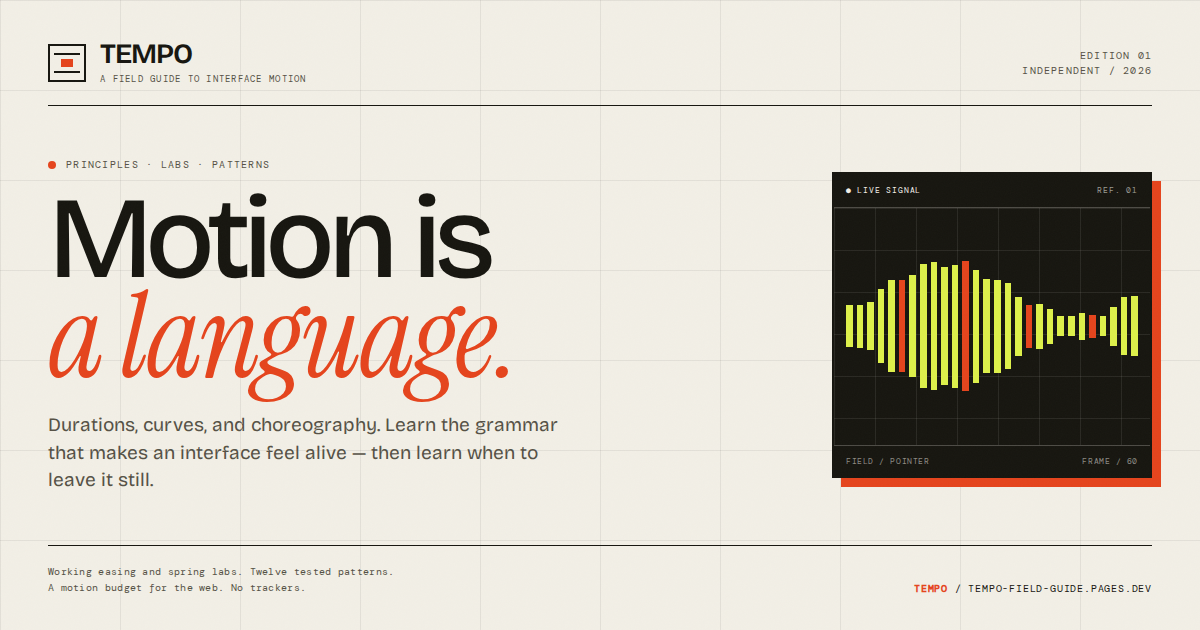 TEMPO
A FIELD GUIDE TO INTERFACE MOTION
EDITION 01
INDEPENDENT / 2026
PRINCIPLES · LABS · PATTERNS
Motion is
a language.
Durations, curves, and choreography. Learn the grammar
that makes an interface feel alive — then learn when to
leave it still.
● LIVE SIGNAL
REF. 01
FIELD / POINTER
FRAME / 60
Working easing and spring labs. Twelve tested patterns.
A motion budget for the web. No trackers.
TEMPO / TEMPO-FIELD-GUIDE.PAGES.DEV